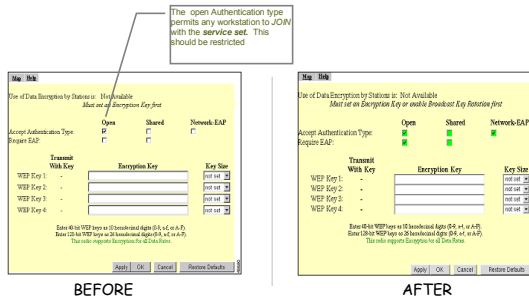 The open Authentication type
permits any workstation to JOIN
with the service set. This
should be restricted
Map Help
Use of Data Encryption by Stations is: Not Available
Must set an Encryption Key first
Open Shared Network-EAP
Accept Authentication Type:
Require EAP:
Transmit
With Key Encryption Key Key Size
WEP Key 1: - not set
WEP Key 2: - not set
WEP Key 3: - not set
WEP Key 4: - not set
Enter 40-bit WEP keys as 10 hexadecimal digits (0-9, a-f, or A-F).
Enter 128-bit WEP keys as 26 hexadecimal digits (0-9, a-f, or A-F).
This radio supports Encryption for all Data Rates.
Apply OK Cancel Restore Defaults
BEFORE
Map Help
Use of Data Encryption by Stations is: Not Available
Must set an Encryption Key or enable Broadcast Key Rotation first
Open Shared Network-EAP
Accept Authentication Type:
Require EAP:
Transmit
With Key Encryption Key Key Size
WEP Key 1: - not set
WEP Key 2: - not set
WEP Key 3: - not set
WEP Key 4: - not set
Enter 40-bit WEP keys as 10 hexadecimal digits (0-9, a-f, or A-F).
Enter 128-bit WEP keys as 26 hexadecimal digits (0-9, a-f, or A-F).
This radio supports Encryption for all Data Rates.
Apply OK Cancel Restore Defaults
AFTER